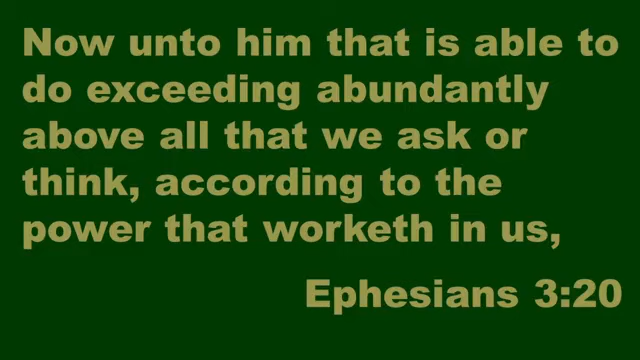 Now unto him that is able to
do exceeding abundantly
above all that we ask or
think, according to the
power that worketh in us,
Ephesians 3:20